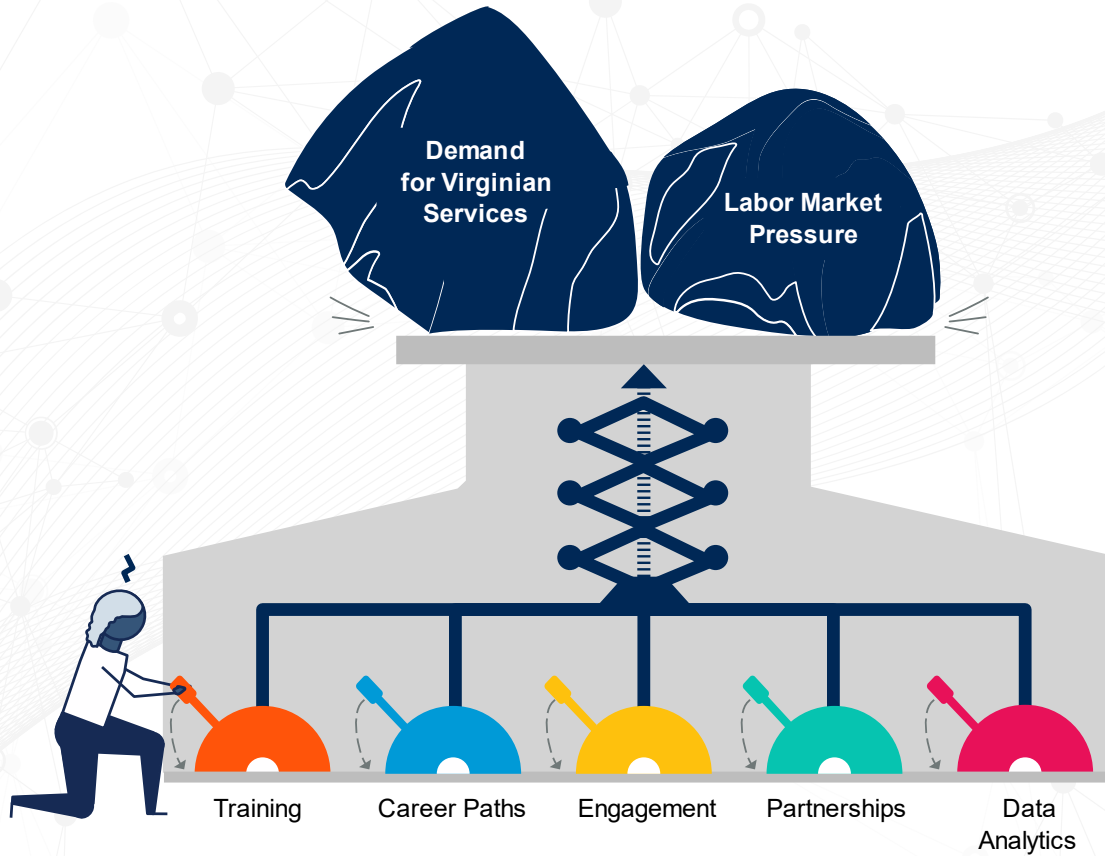 Demand
for Virginian
Services
Labor Market
Pressure
Training
Career Paths
Engagement
Partnerships
Data
Analytics